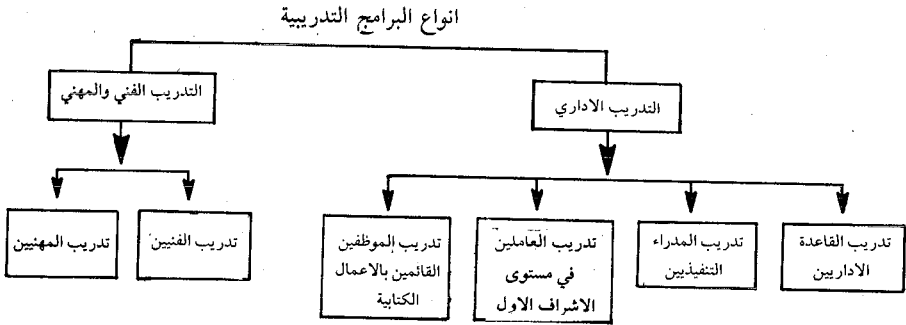 انواع البرامج التدريبية
التدريب الاداري
التدريب الفني والمهني
تدريب القاعدة
الاداريين
تدريب المدراء
التنفيذيين
تدريب العاملين
في مستوى
الاشراف الاول
تدريب الموظفين
القائمين بالاعمال
الكتابية
تدريب الفنيين
تدريب المهنيين